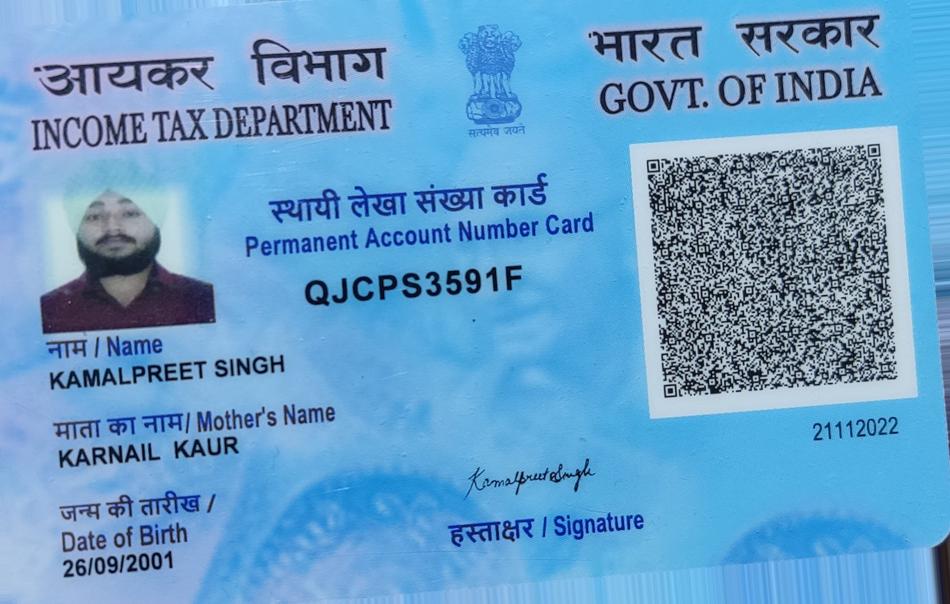 आयकर विभाग
INCOME TAX DEPARTMENT
सत्यमेव जयते
भारत सरकार
GOVT. OF INDIA
स्थायी लेखा संख्या कार्ड
Permanent Account Number Card
QJCPS3591F
नाम / Name
KAMALPREET SINGH
माता का नाम/ Mother's Name
KARNAIL KAUR
जन्म की तारीख /
Date of Birth
26/09/2001
21112022
Kamalpreet Singh
हस्ताक्षर / Signature